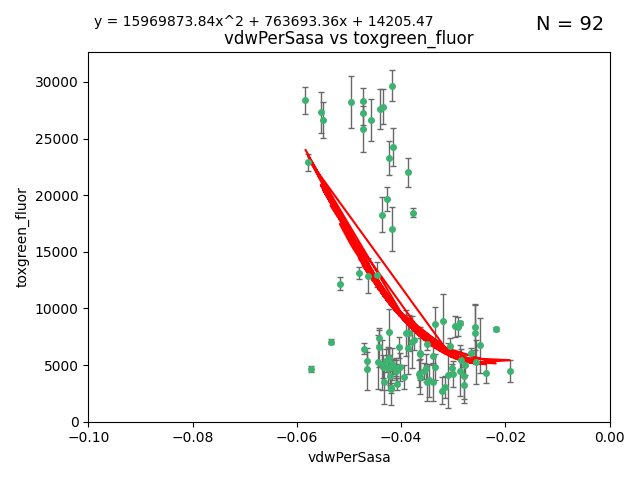 y = 15969873.84x^2 + 763693.36x + 14205.47
N = 92
vdwPerSasa vs toxgreen_fluor
30000
25000
20000
15000
10000
5000
0
toxgreen_fluor
−0.10
−0.08
−0.06
−0.04
−0.02
0.00
vdwPerSasa